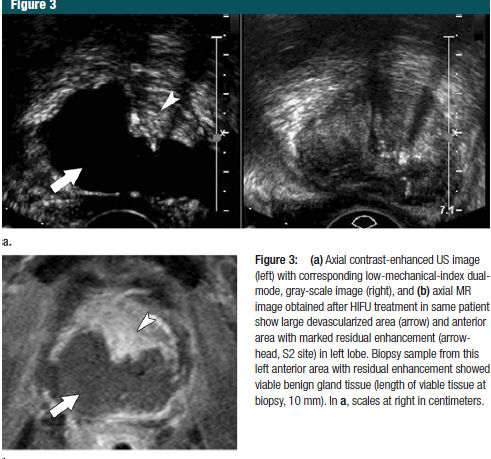 Figure 3
x
x
7.1
a.
Figure 3: (a) Axial contrast-enhanced US image
(left) with corresponding low-mechanical-index dual-
mode, gray-scale image (right), and (b) axial MR
image obtained after HIFU treatment in same patient
show large devascularized area (arrow) and anterior
area with marked residual enhancement (arrow-
head, S2 site) in left lobe. Biopsy sample from this
left anterior area with residual enhancement showed
viable benign gland tissue (length of viable tissue at
biopsy, 10 mm). In a, scales at right in centimeters.